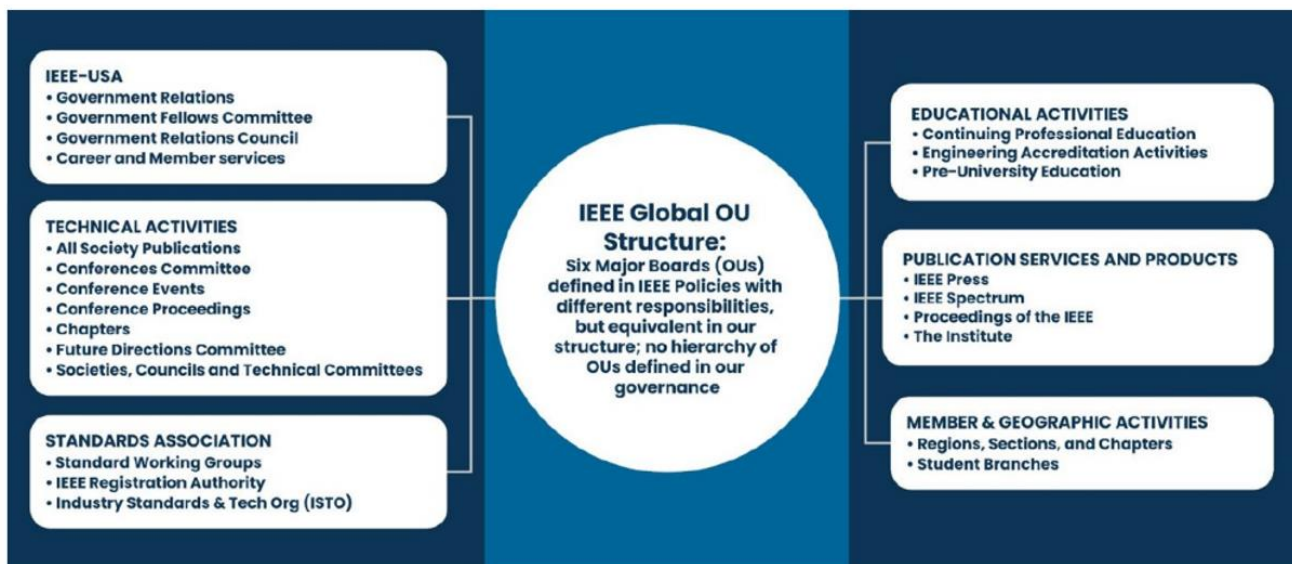 IEEE-USA
• Government Relations
• Government Fellows Committee
• Government Relations Council
• Career and Member services
TECHNICAL ACTIVITIES
• All Society Publications
• Conferences Committee
• Conference Events
• Conference Proceedings
• Chapters
• Future Directions Committee
• Societies, Councils and Technical Committees
STANDARDS ASSOCIATION
• Standard Working Groups
• IEEE Registration Authority
• Industry Standards & Tech Org (ISTO)
IEEE Global OU
Structure:
Six Major Boards (OUs)
defined in IEEE Policies with
different responsibilities,
but equivalent in our
structure; no hierarchy of
OUs defined in our
governance
EDUCATIONAL ACTIVITIES
• Continuing Professional Education
• Engineering Accreditation Activities
• Pre-University Education
PUBLICATION SERVICES AND PRODUCTS
• IEEE Press
• IEEE Spectrum
• Proceedings of the IEEE
• The Institute
MEMBER & GEOGRAPHIC ACTIVITIES
• Regions, Sections, and Chapters
• Student Branches